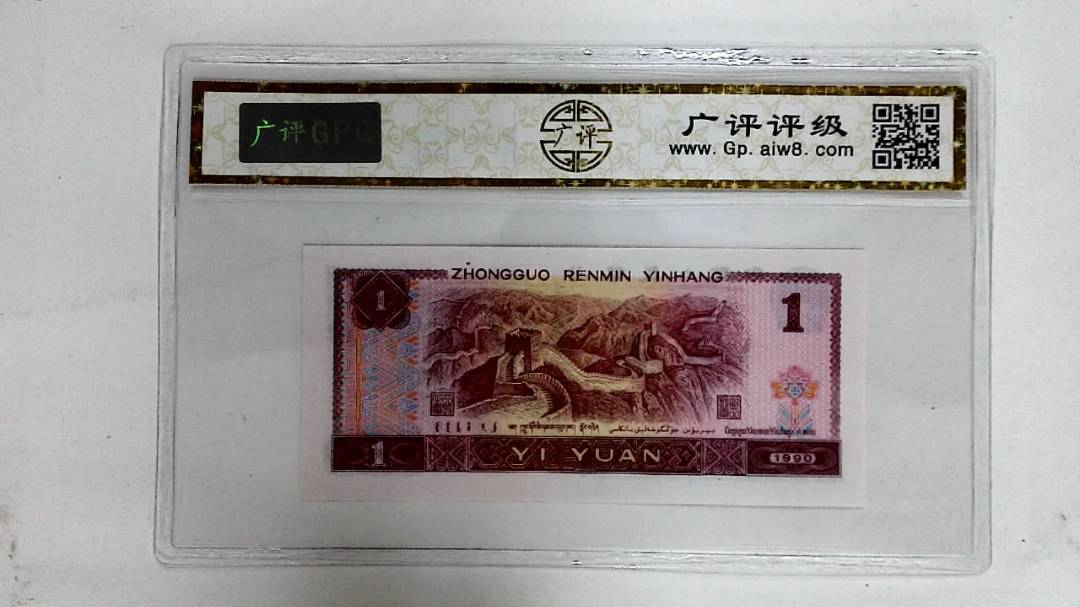 广评GPG
广评
广评评级
www.Gp.aiw8.com
ZHONGGUO RENMIN YINHANG
1
1
1
YI YUAN
1990